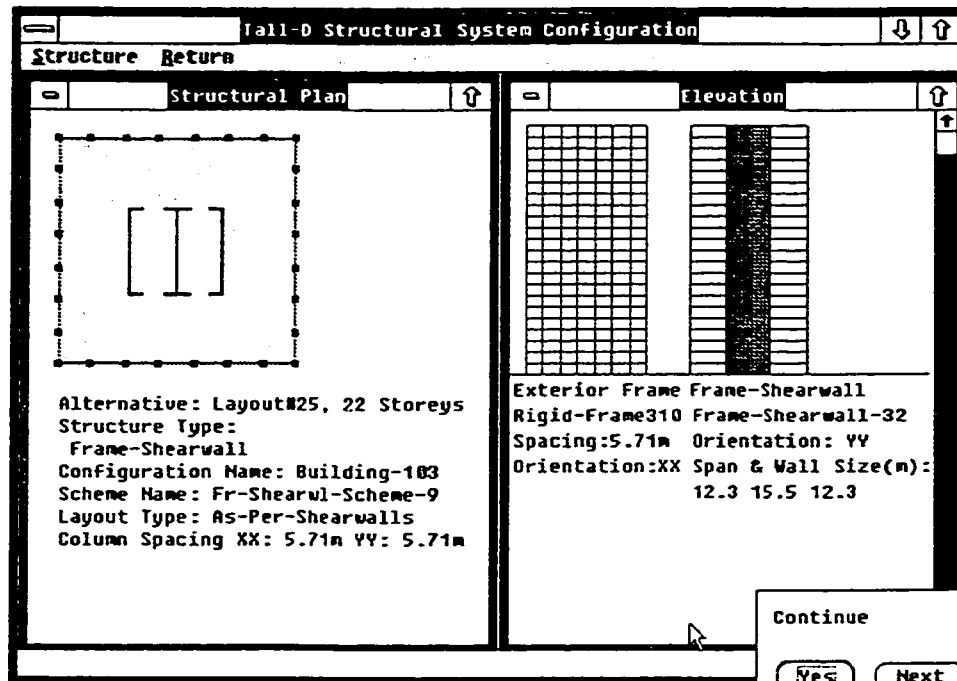 Tall-D Structural System Configuration
Structure Return
Structural Plan
Alternative: Layout#25, 22 Storeys
Structure Type:
Frame-Shearwall
Configuration Name: Building-103
Scheme Name: Fr-Shearwl-Scheme-9
Layout Type: As-Per-Shearwalls
Column Spacing XX: 5.71m YY: 5.71m
Elevation
Exterior Frame Frame-Shearwall
Rigid-Frame310 Frame-Shearwall-32
Spacing:5.71m Orientation: YY
Orientation:XX Span & Wall Size(m):
12.3 15.5 12.3
Continue
Yes Next